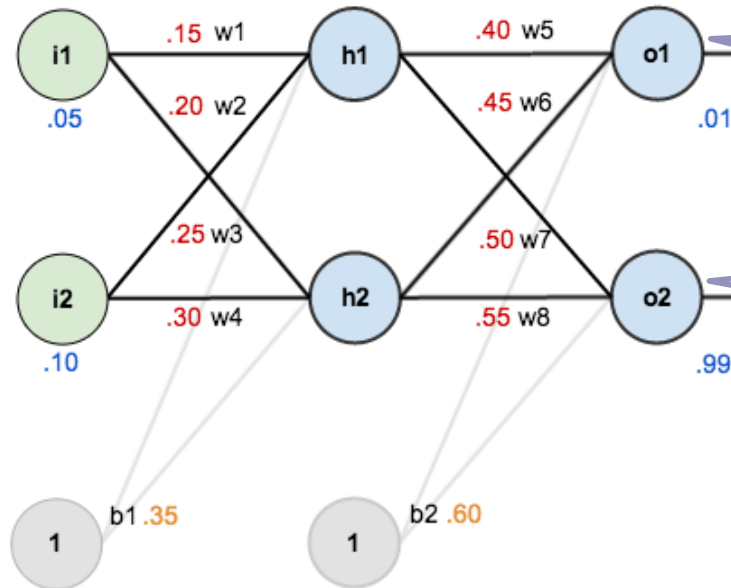 .15 w1
.40 w5
i1
h1
o1
.20 w2
.45 w6
.05
.01
.25 w3
.50 w7
i2
h2
o2
.30 w4
.55 w8
.10
.99
b1 .35
b2 .60
1
1